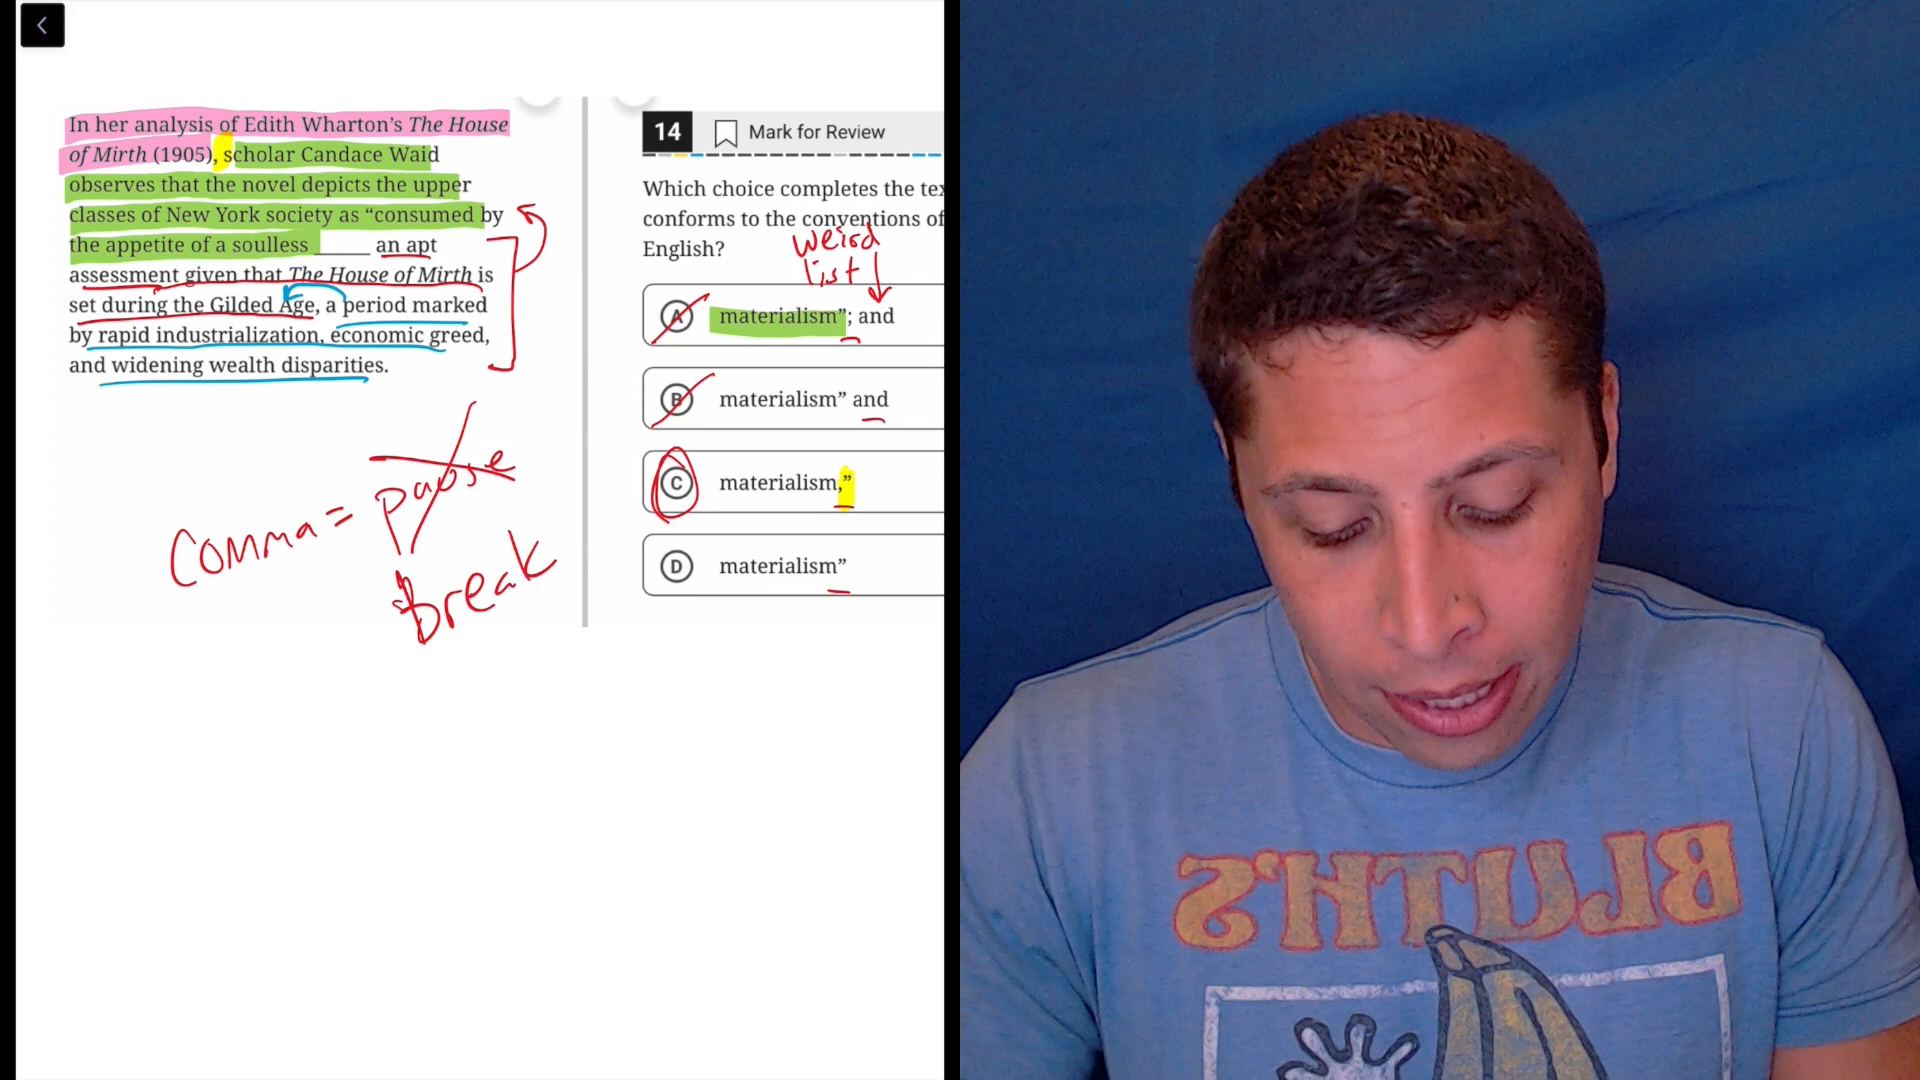 In her analysis of Edith Wharton’s The House
of Mirth (1905), scholar Candace Waid
observes that the novel depicts the upper
classes of New York society as “consumed by
the appetite of a soulless _____ an apt
assessment given that The House of Mirth is
set during the Gilded Age, a period marked
by rapid industrialization, economic greed,
and widening wealth disparities.
Comma = pause
break
14 Mark for Review
Which choice completes the tex
conforms to the conventions of
English?
weird
list
A materialism”; and
B materialism” and
C materialism,”
D materialism”
BLUTH'S